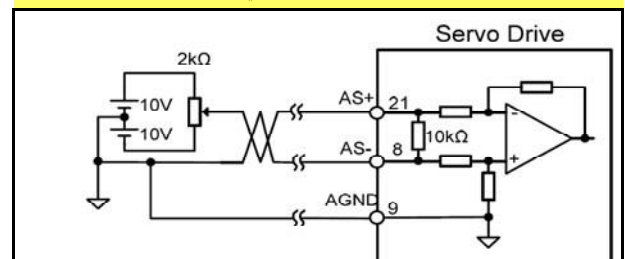 Servo Drive
2kΩ
10V
10V
AS+ 21
10kΩ
AS- 8
AGND 9
- 
+